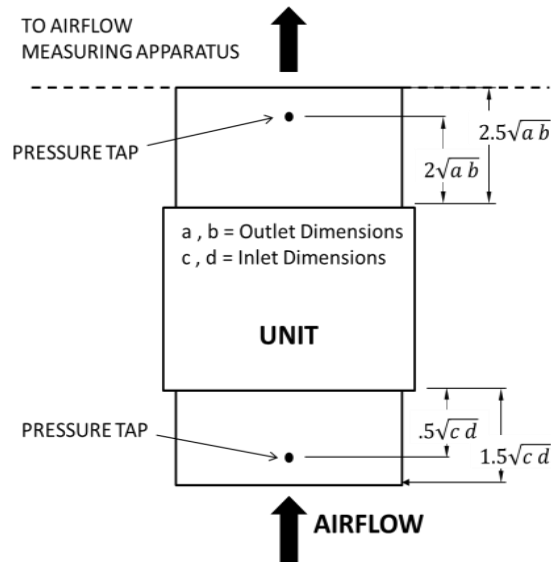 TO AIRFLOW
MEASURING APPARATUS
PRESSURE TAP
2.5√a b
2√a b
a , b = Outlet Dimensions
c , d = Inlet Dimensions
UNIT
PRESSURE TAP
.5√c d
1.5√c d
AIRFLOW